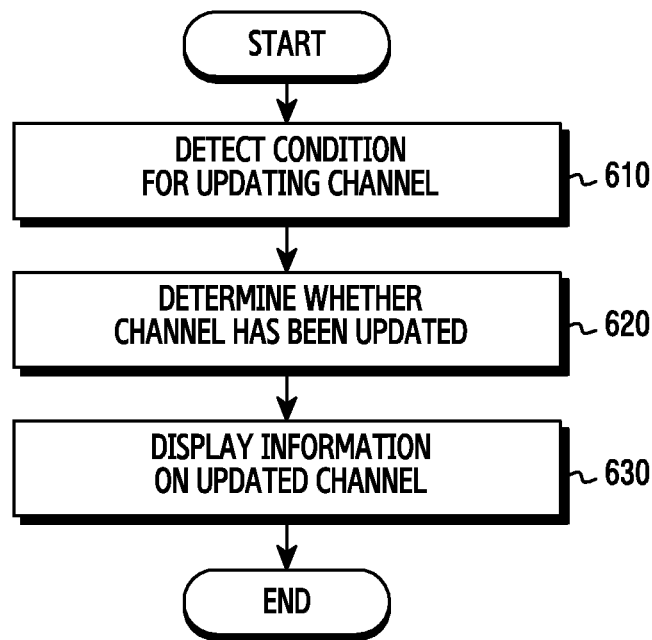 START
DETECT CONDITION
FOR UPDATING CHANNEL
610
DETERMINE WHETHER
CHANNEL HAS BEEN UPDATED
620
DISPLAY INFORMATION
ON UPDATED CHANNEL
630
END